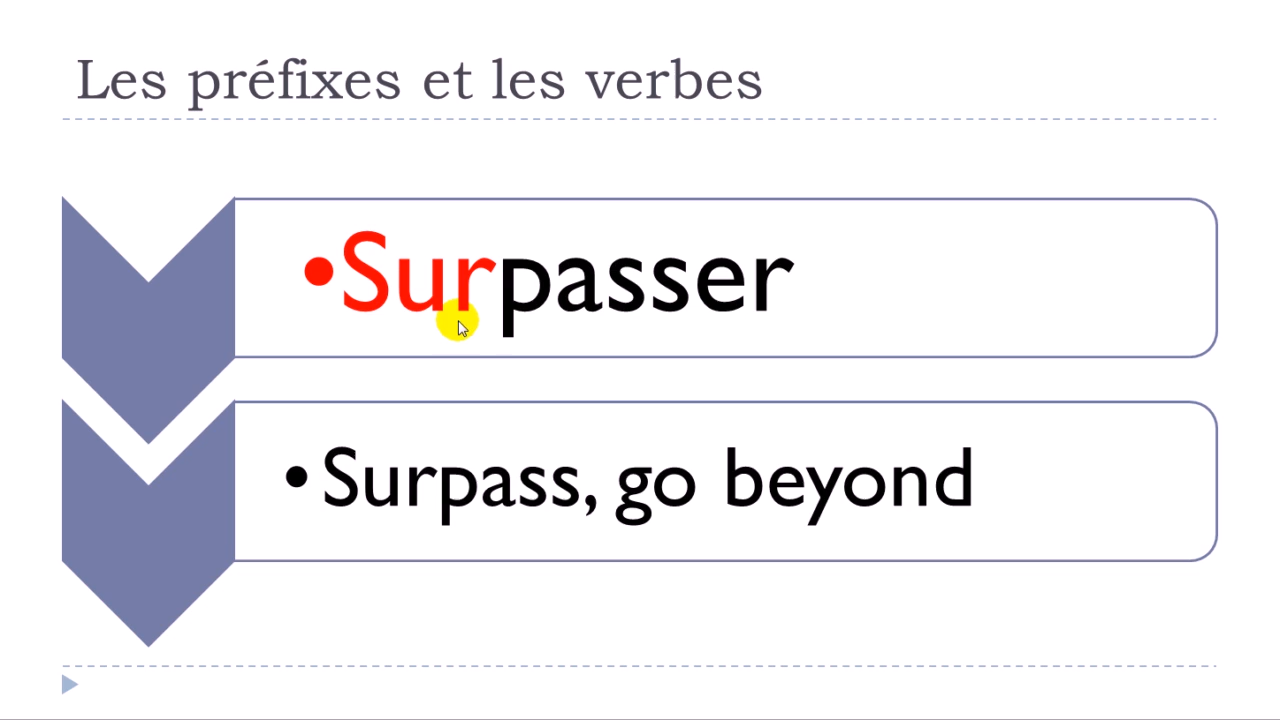 Les préfixes et les verbes
•Surpasser
•Surpass, go beyond